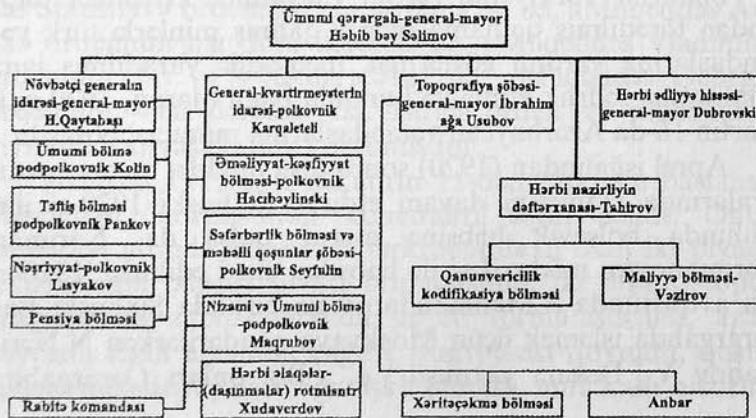 Ümumi qərargah-general-mayor
Həbib bəy Səlimov
Növbətçi generalın
idarəsi-general-mayor
H.Qaytabaşı
Ümumi bölmə
podpolkovnik Kolin
Təftiş bölməsi
podpolkovnik Pankov
Nəşriyyat-polkovnik
Lısyakov
Pensiya bölməsi
Rabitə komandası
General-kvartirmeysterin
idarəsi-polkovnik
Karqaleteli
Əməliyyat-kəşfiyyat
bölməsi-polkovnik
Hacıbəylinski
Səfərbərlik bölməsi və
məhəlli qoşunlar şöbəsi-
polkovnik Seyfulin
Nizami və Ümumi bölmə
-podpolkovnik
Maqrubov
Hərbi əlaqələr-
(daşınmalar) rotmisntr
Xudaverdov
Topoqrafiya şöbəsi-
general-mayor İbrahim
ağa Usubov
Hərbi ədliyyə hissəsi-
general-mayor Dubrovski
Hərbi nazirliyin
dəftərxanası-Tahirov
Qanunvericilik
kodifikasiya bölməsi
Maliyyə bölməsi-
Vəzirov
Xəritəçəkmə bölməsi
Anbar